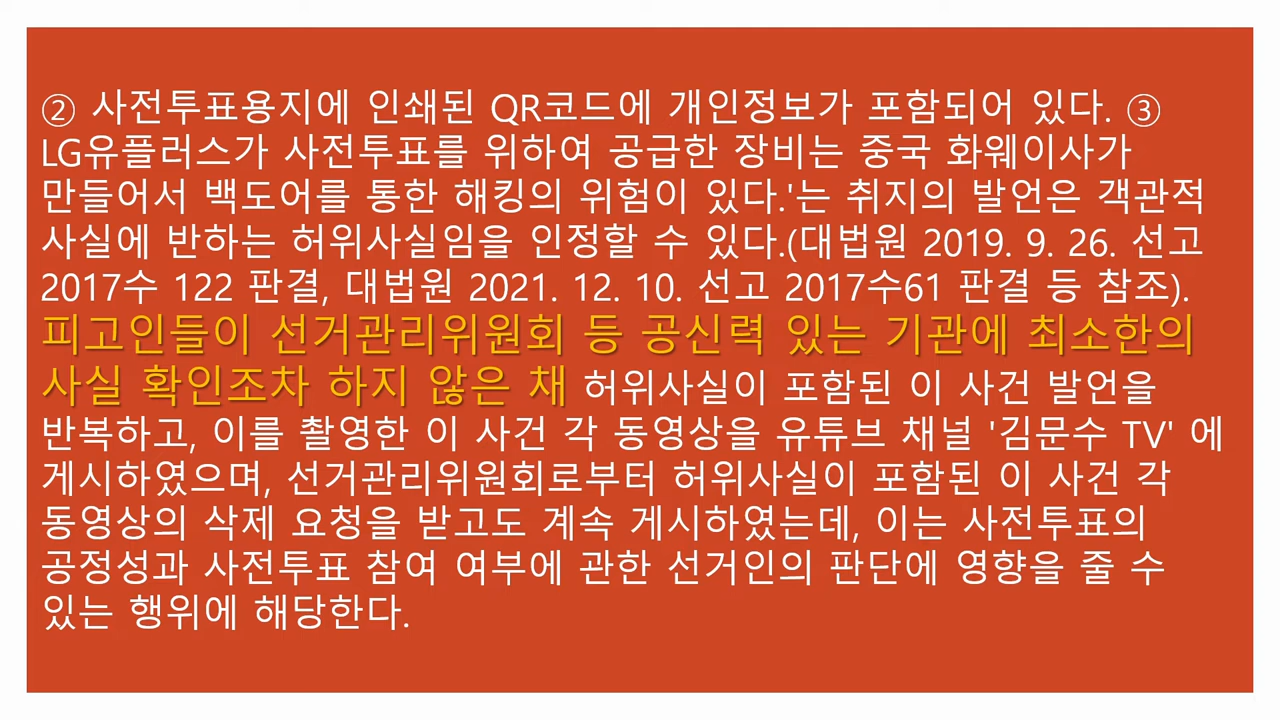 ② 사전투표용지에 인쇄된 QR코드에 개인정보가 포함되어 있다. ③
LG유플러스가 사전투표를 위하여 공급한 장비는 중국 화웨이사가
만들어서 백도어를 통한 해킹의 위험이 있다.'는 취지의 발언은 객관적
사실에 반하는 허위사실임을 인정할 수 있다.(대법원 2019. 9. 26. 선고
2017수 122 판결, 대법원 2021. 12. 10. 선고 2017수61 판결 등 참조).
피고인들이 선거관리위원회 등 공신력 있는 기관에 최소한의
사실 확인조차 하지 않은 채 허위사실이 포함된 이 사건 발언을
반복하고, 이를 촬영한 이 사건 각 동영상을 유튜브 채널 '김문수 TV' 에
게시하였으며, 선거관리위원회로부터 허위사실이 포함된 이 사건 각
동영상의 삭제 요청을 받고도 계속 게시하였는데, 이는 사전투표의
공정성과 사전투표 참여 여부에 관한 선거인의 판단에 영향을 줄 수
있는 행위에 해당한다.